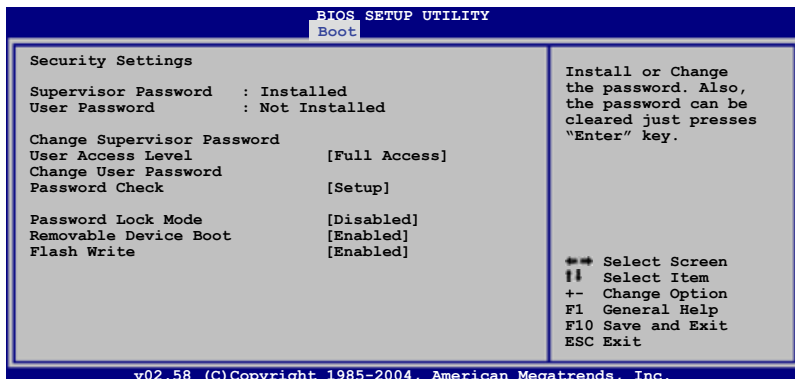 BIOS SETUP UTILITY
Boot
Security Settings
Supervisor Password : Installed
User Password : Not Installed
Change Supervisor Password
User Access Level [Full Access]
Change User Password
Password Check [Setup]
Password Lock Mode [Disabled]
Removable Device Boot [Enabled]
Flash Write [Enabled]
Install or Change
the password. Also,
the password can be
cleared just presses
“Enter” key.
Select Screen
Select Item
+- Change Option
F1 General Help
F10 Save and Exit
ESC Exit
v02.58 (C)Copyright 1985-2004, American Megatrends, Inc.